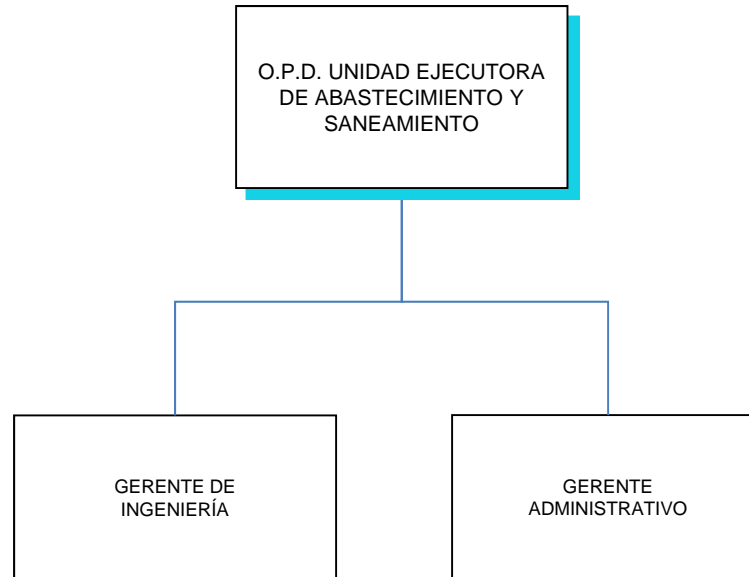 O.P.D. UNIDAD EJECUTORA
DE ABASTECIMIENTO Y
SANEAMIENTO
GERENTE DE
INGENIERÍA
GERENTE
ADMINISTRATIVO